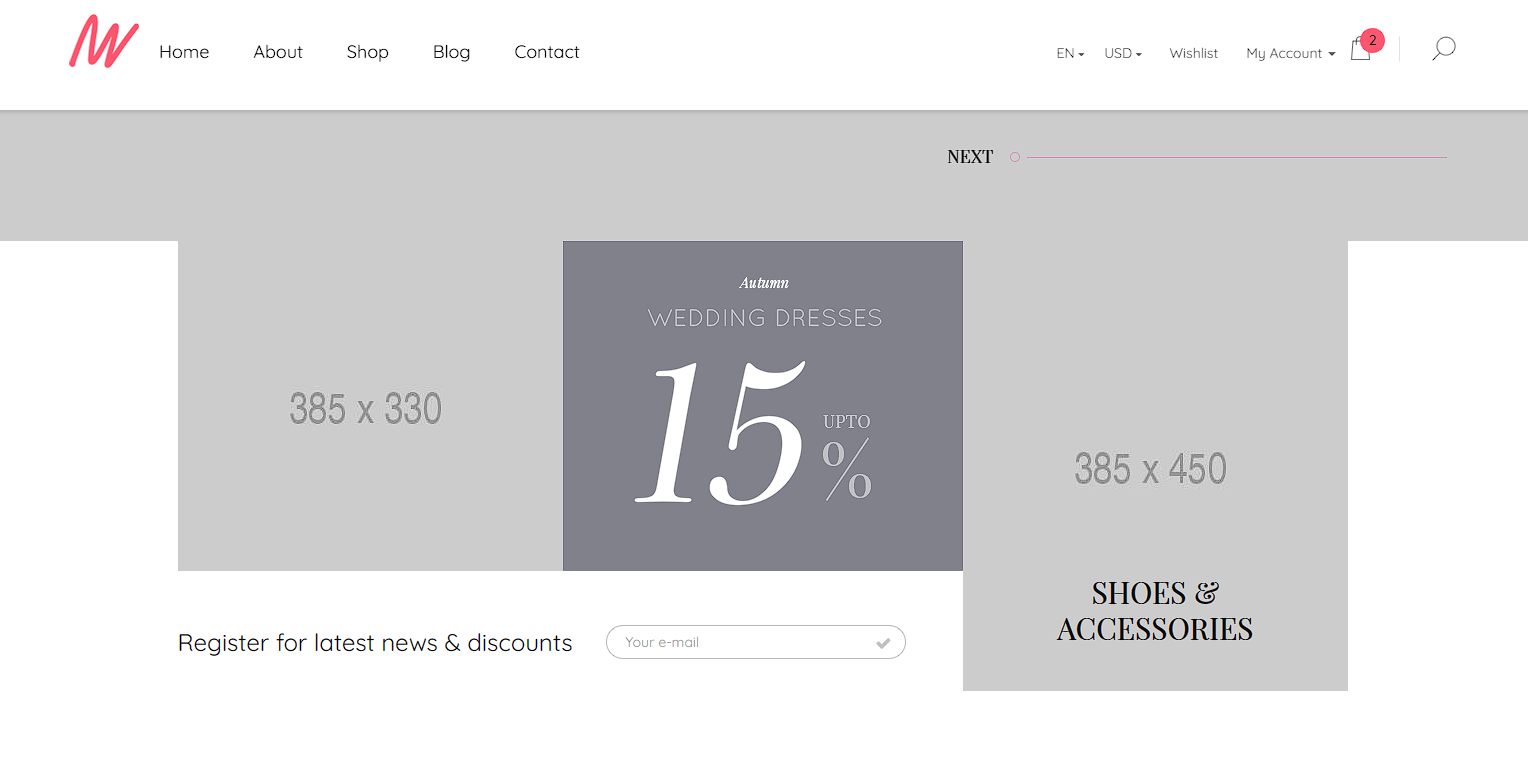 Home About Shop Blog Contact EN USD Wishlist My Account 2
NEXT
Autumn
WEDDING DRESSES
15 UPTO %
385 x 330
385 x 450
SHOES &
ACCESSORIES
Register for latest news & discounts Your e-mail